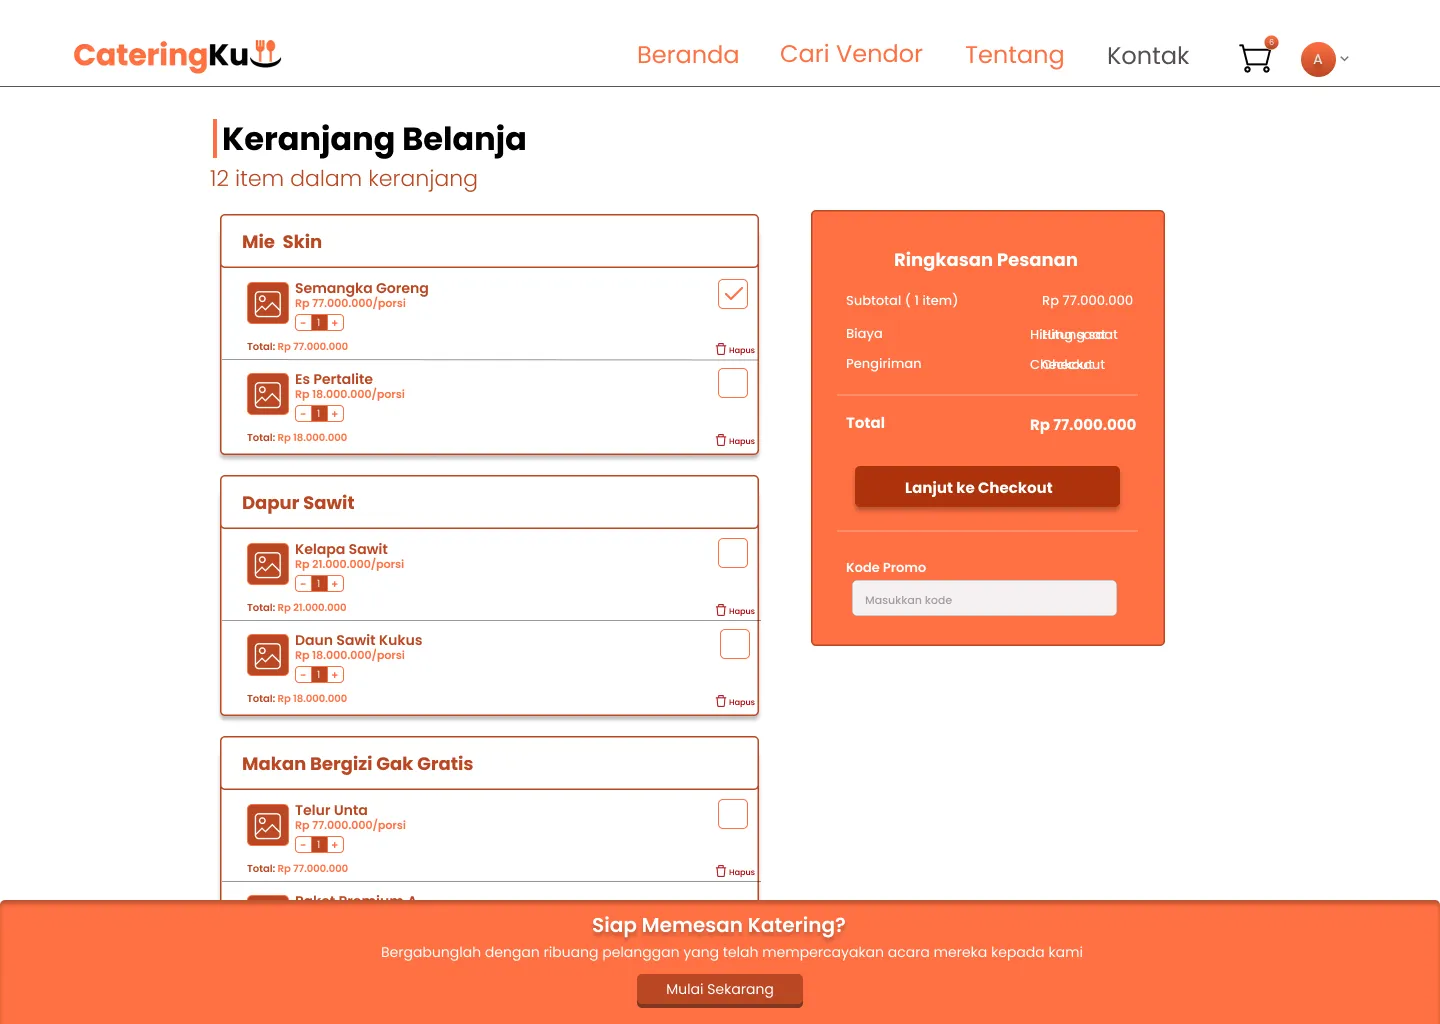 CateringKu
Beranda
Cari Vendor
Tentang
Kontak
6
A
Keranjang Belanja
12 item dalam keranjang
Mie Skin
Semangka Goreng
Rp 77.000.000/porsi
- 1 +
Total: Rp 77.000.000
Hapus
Es Pertalite
Rp 18.000.000/porsi
- 1 +
Total: Rp 18.000.000
Hapus
Dapur Sawit
Kelapa Sawit
Rp 21.000.000/porsi
- 1 +
Total: Rp 21.000.000
Hapus
Daun Sawit Kukus
Rp 18.000.000/porsi
- 1 +
Total: Rp 18.000.000
Hapus
Makan Bergizi Gak Gratis
Telur Unta
Rp 77.000.000/porsi
- 1 +
Total: Rp 77.000.000
Hapus
Paket Premium A
Ringkasan Pesanan
Subtotal ( 1 item) Rp 77.000.000
Biaya Hitung saat
Pengiriman Checkout
Total Rp 77.000.000
Lanjut ke Checkout
Kode Promo
Masukkan kode
Siap Memesan Katering?
Bergabunglah dengan ribuang pelanggan yang telah mempercayakan acara mereka kepada kami
Mulai Sekarang